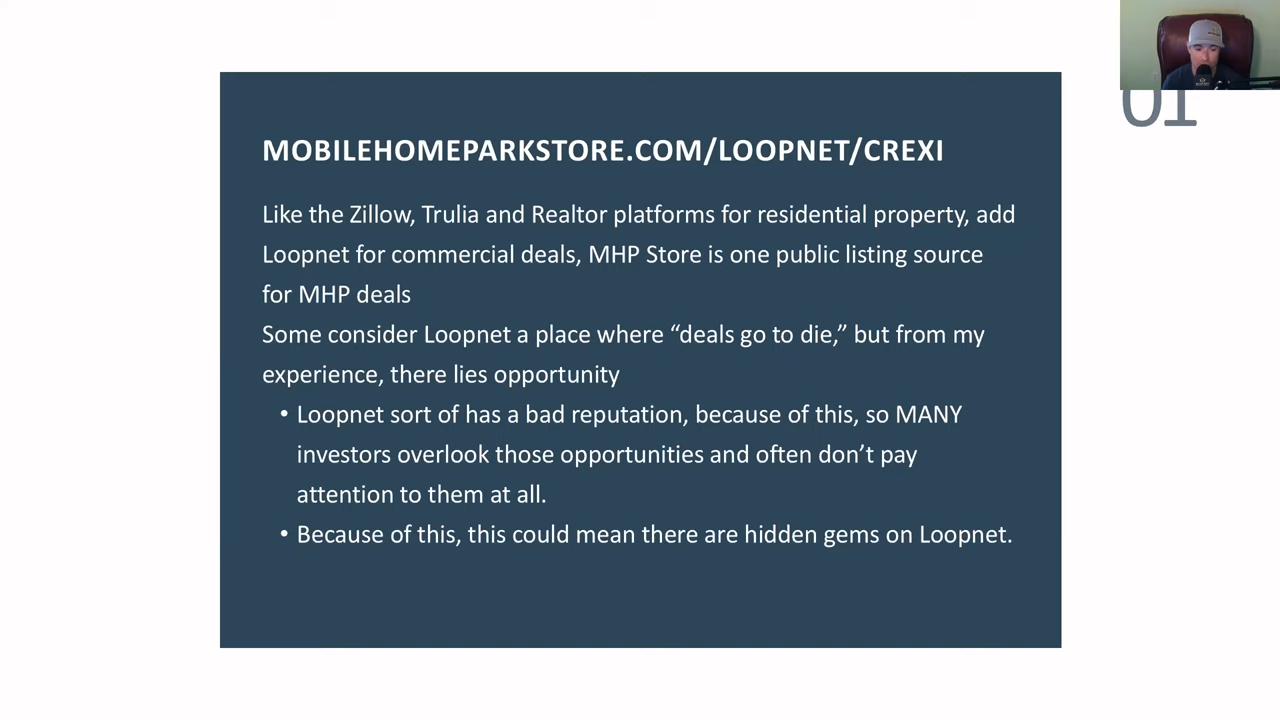 MOBILEHOMEPARKSTORE.COM/LOOPNET/CREXI
01
Like the Zillow, Trulia and Realtor platforms for residential property, add
Loopnet for commercial deals, MHP Store is one public listing source
for MHP deals
Some consider Loopnet a place where “deals go to die,” but from my
experience, there lies opportunity
• Loopnet sort of has a bad reputation, because of this, so MANY
investors overlook those opportunities and often don’t pay
attention to them at all.
• Because of this, this could mean there are hidden gems on Loopnet.